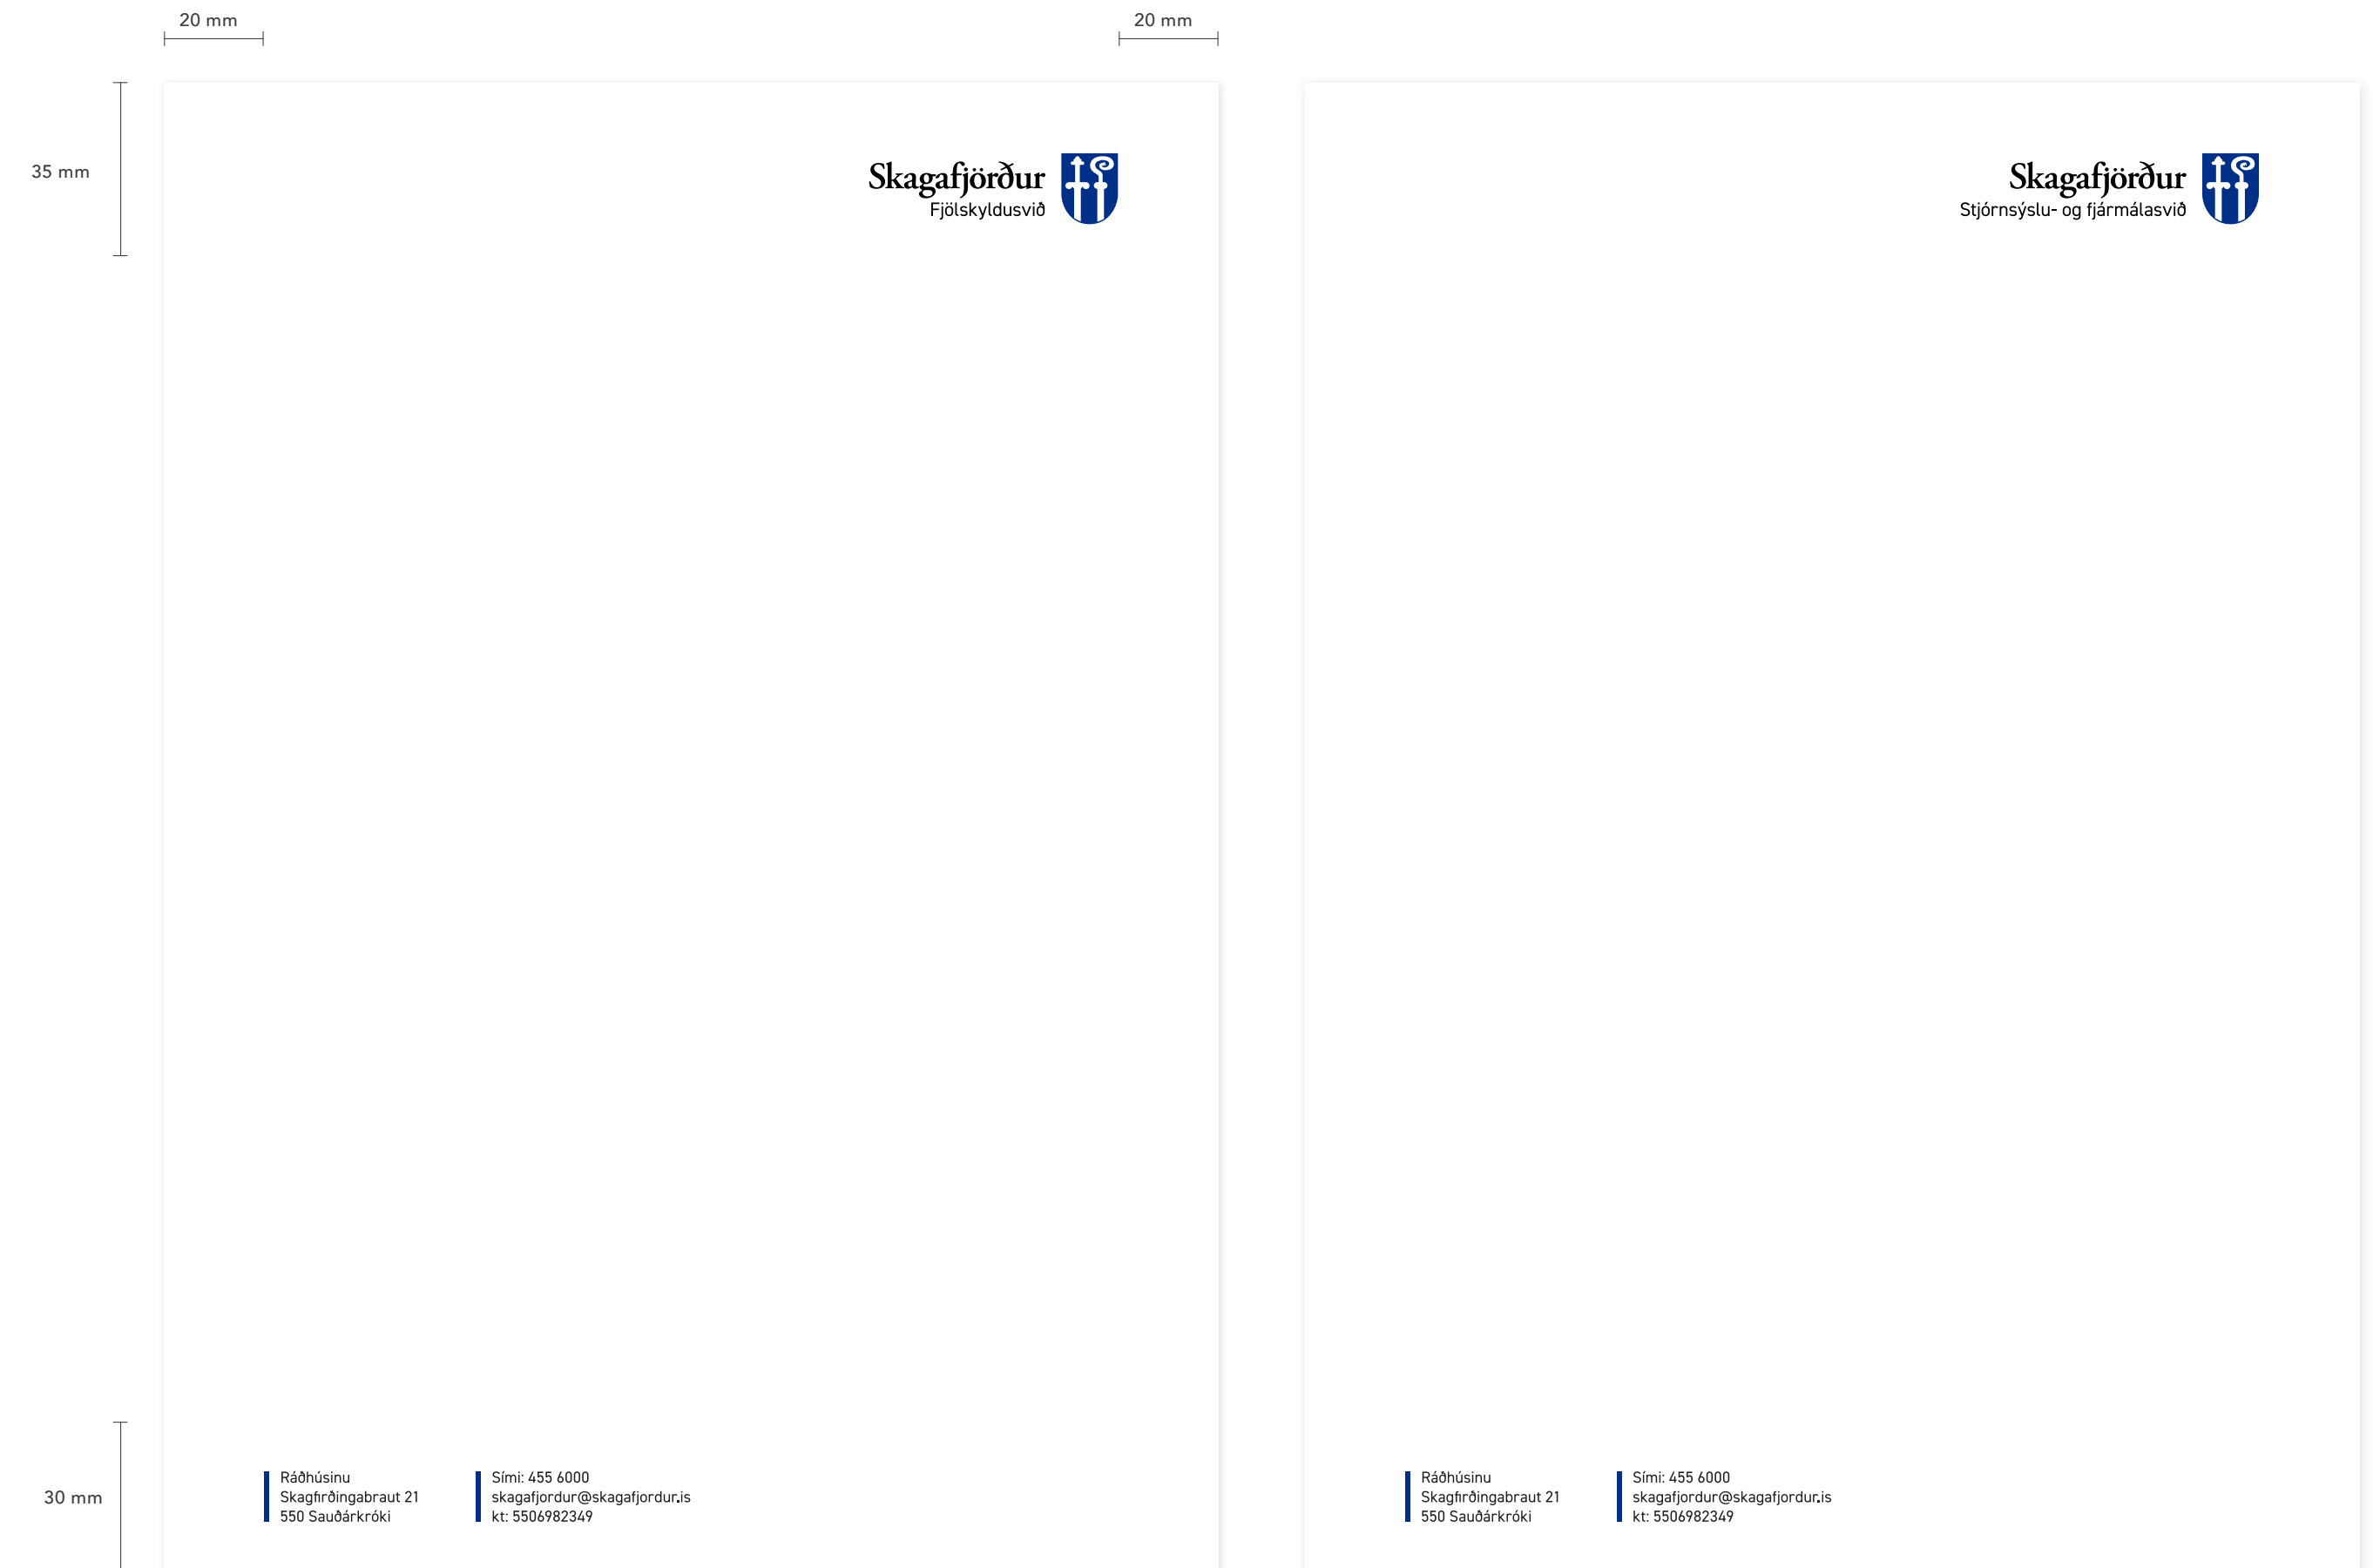 20 mm
20 mm
35 mm
Skagafjörður
Fjölskyldusvið
Skagafjörður
Stjórnsýslu- og fjármálasvið
30 mm
Ráðhúsinu
Skagfirðingabraut 21
550 Sauðárkróki
Sími: 455 6000
skagafjordur@skagafjordur.is
kt: 5506982349
Ráðhúsinu
Skagfirðingabraut 21
550 Sauðárkróki
Sími: 455 6000
skagafjordur@skagafjordur.is
kt: 5506982349